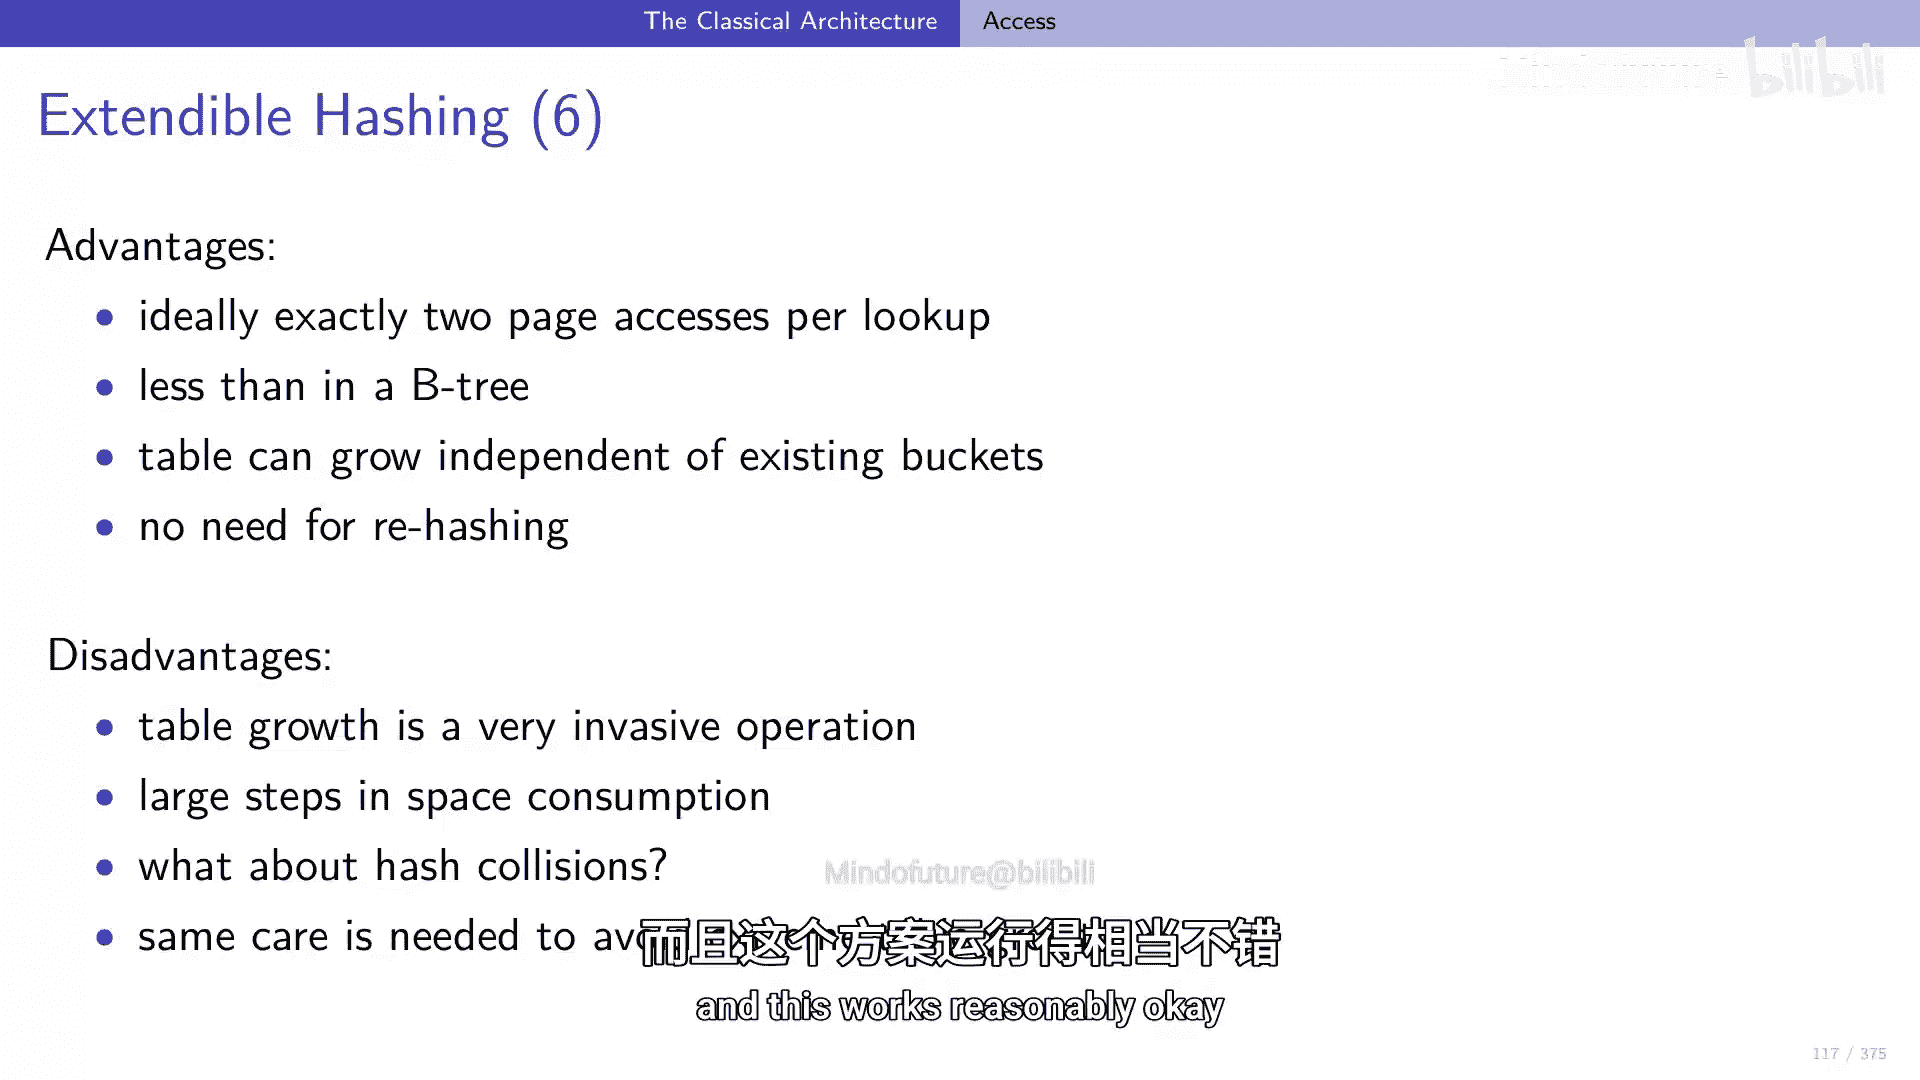 The Classical Architecture Access
bilibili
Extendible Hashing (6)
Advantages:
• ideally exactly two page accesses per lookup
• less than in a B-tree
• table can grow independent of existing buckets
• no need for re-hashing
Disadvantages:
• table growth is a very invasive operation
• large steps in space consumption
• what about hash collisions?
Mindofuture@bilibili
• same care is needed to
而且这个方案运行得相当不错
and this works reasonably okay
117 / 375